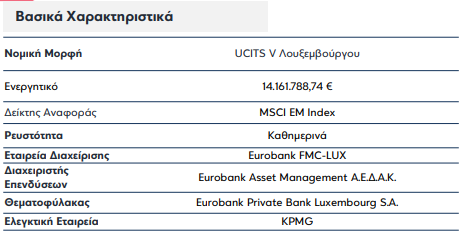 Βασικά Χαρακτηριστικά
Νομική Μορφή UCITS V Λουξεμβούργου
Ενεργητικό 14.161.788,74 €
Δείκτης Αναφοράς MSCI EM Index
Ρευστότητα Καθημερινά
Εταιρεία Διαχείρισης Eurobank FMC-LUX
Διαχειριστής
Επενδύσεων Eurobank Asset Management Α.Ε.Δ.Α.Κ.
Θεματοφύλακας Eurobank Private Bank Luxembourg S.A.
Ελεγκτική Εταιρεία KPMG